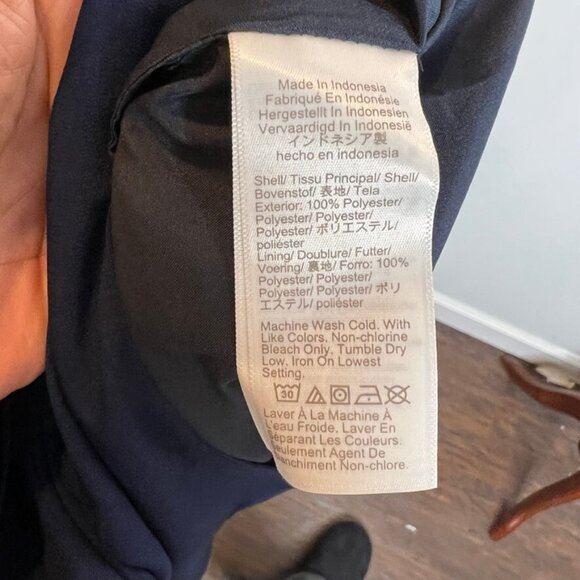 Made In Indonesia
Fabriqué En Indonésie
Hergestellt In Indonesien
Vervaardigd In Indonesië
インドネシア製
hecho en indonesia
Shell/ Tissu Principal/ Shell/
Bovenstof/ 表地/ Tela
Exterior: 100% Polyester/
Polyester/ Polyester/
Polyester/ ポリエステル/
poliéster
Lining/ Doublure/ Futter/
Voering/ 裏地/ Forro: 100%
Polyester/ Polyester/
Polyester/ Polyester/ ポリ
エステル/ poliéster
Machine Wash Cold. With
Like Colors. Non-chlorine
Bleach Only. Tumble Dry
Low. Iron On Lowest
Setting.
30
Laver À La Machine À
L'eau Froide. Laver En
Séparant Les Couleurs.
Seulement Agent De
Blanchiment Non-chlore.